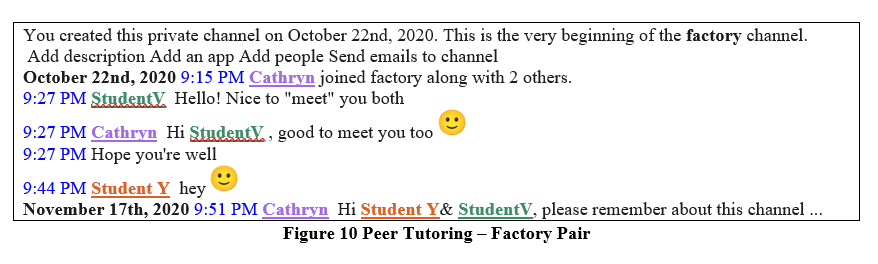 You created this private channel on October 22nd, 2020. This is the very beginning of the factory channel.
Add description Add an app Add people Send emails to channel
October 22nd, 2020 9:15 PM Cathryn joined factory along with 2 others.
9:27 PM StudentV Hello! Nice to "meet" you both
9:27 PM Cathryn Hi StudentV , good to meet you too 🙂
9:27 PM Hope you're well
9:44 PM Student Y hey 🙂
November 17th, 2020 9:51 PM Cathryn Hi Student Y& StudentV, please remember about this channel ...
Figure 10 Peer Tutoring – Factory Pair